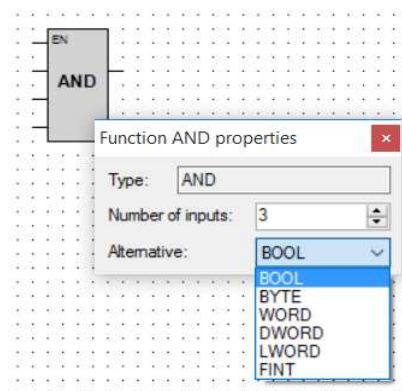 EN
AND
Function AND properties
×
Type: AND
Number of inputs: 3
Alternative: BOOL
BOOL
BYTE
WORD
DWORD
LWORD
FINT